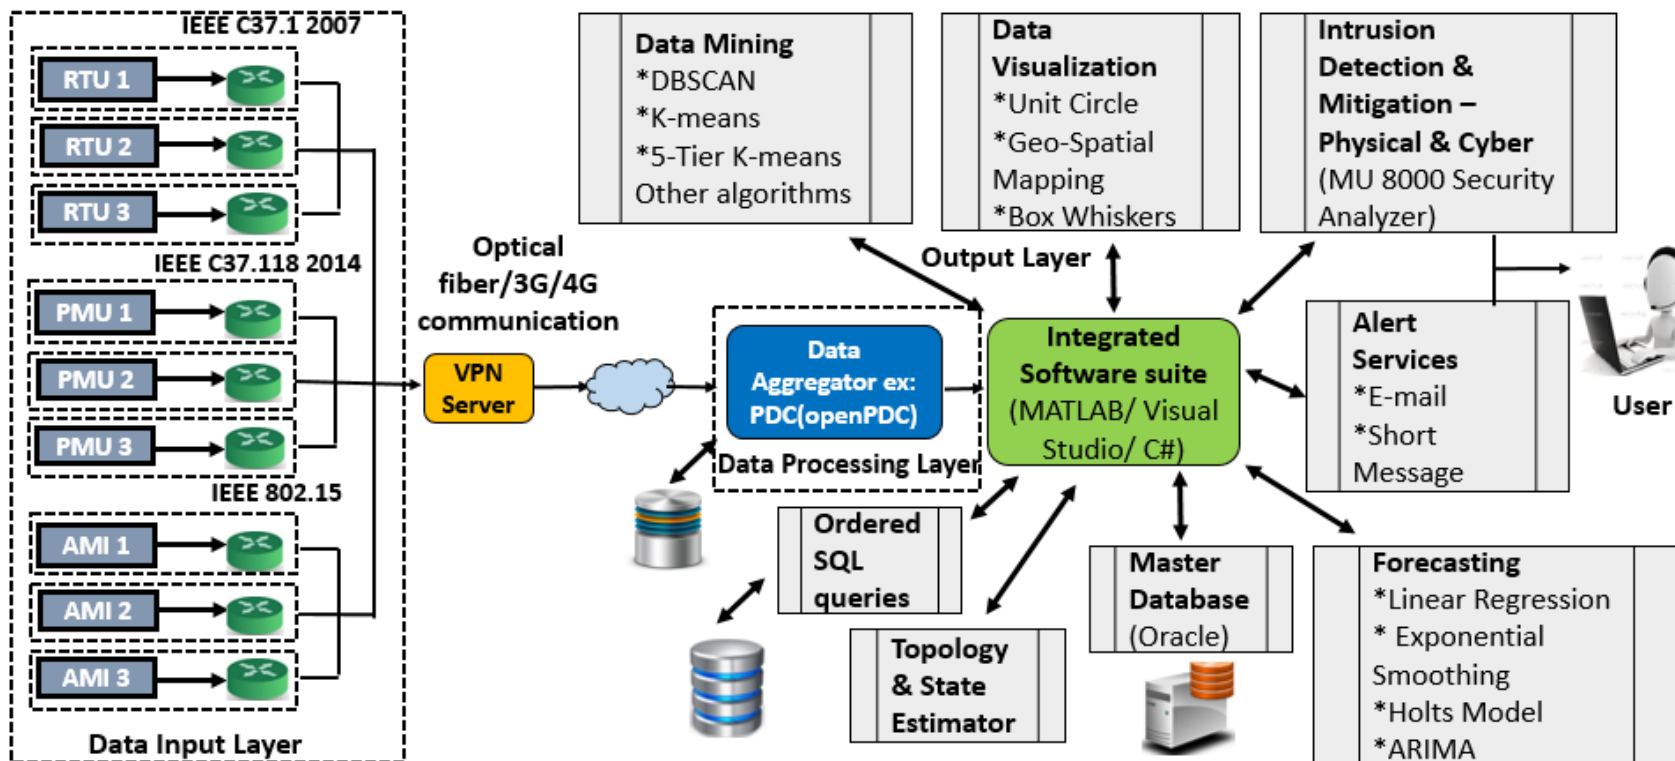 IEEE C37.1 2007
RTU 1
RTU 2
RTU 3
IEEE C37.118 2014
PMU 1
PMU 2
PMU 3
IEEE 802.15
AMI 1
AMI 2
AMI 3
Data Input Layer
Optical
fiber/3G/4G
communication
VPN
Server
Data
Aggregator ex:
PDC(openPDC)
Data Processing Layer
Data Mining
*DBSCAN
*K-means
*5-Tier K-means
Other algorithms
Data
Visualization
*Unit Circle
*Geo-Spatial
Mapping
*Box Whiskers
Intrusion
Detection &
Mitigation –
Physical & Cyber
(MU 8000 Security
Analyzer)
Output Layer
Integrated
Software suite
(MATLAB/ Visual
Studio/ C#)
Alert
Services
*E-mail
*Short
Message
User
Ordered
SQL
queries
Topology
& State
Estimator
Master
Database
(Oracle)
Forecasting
*Linear Regression
* Exponential
Smoothing
*Holts Model
*ARIMA